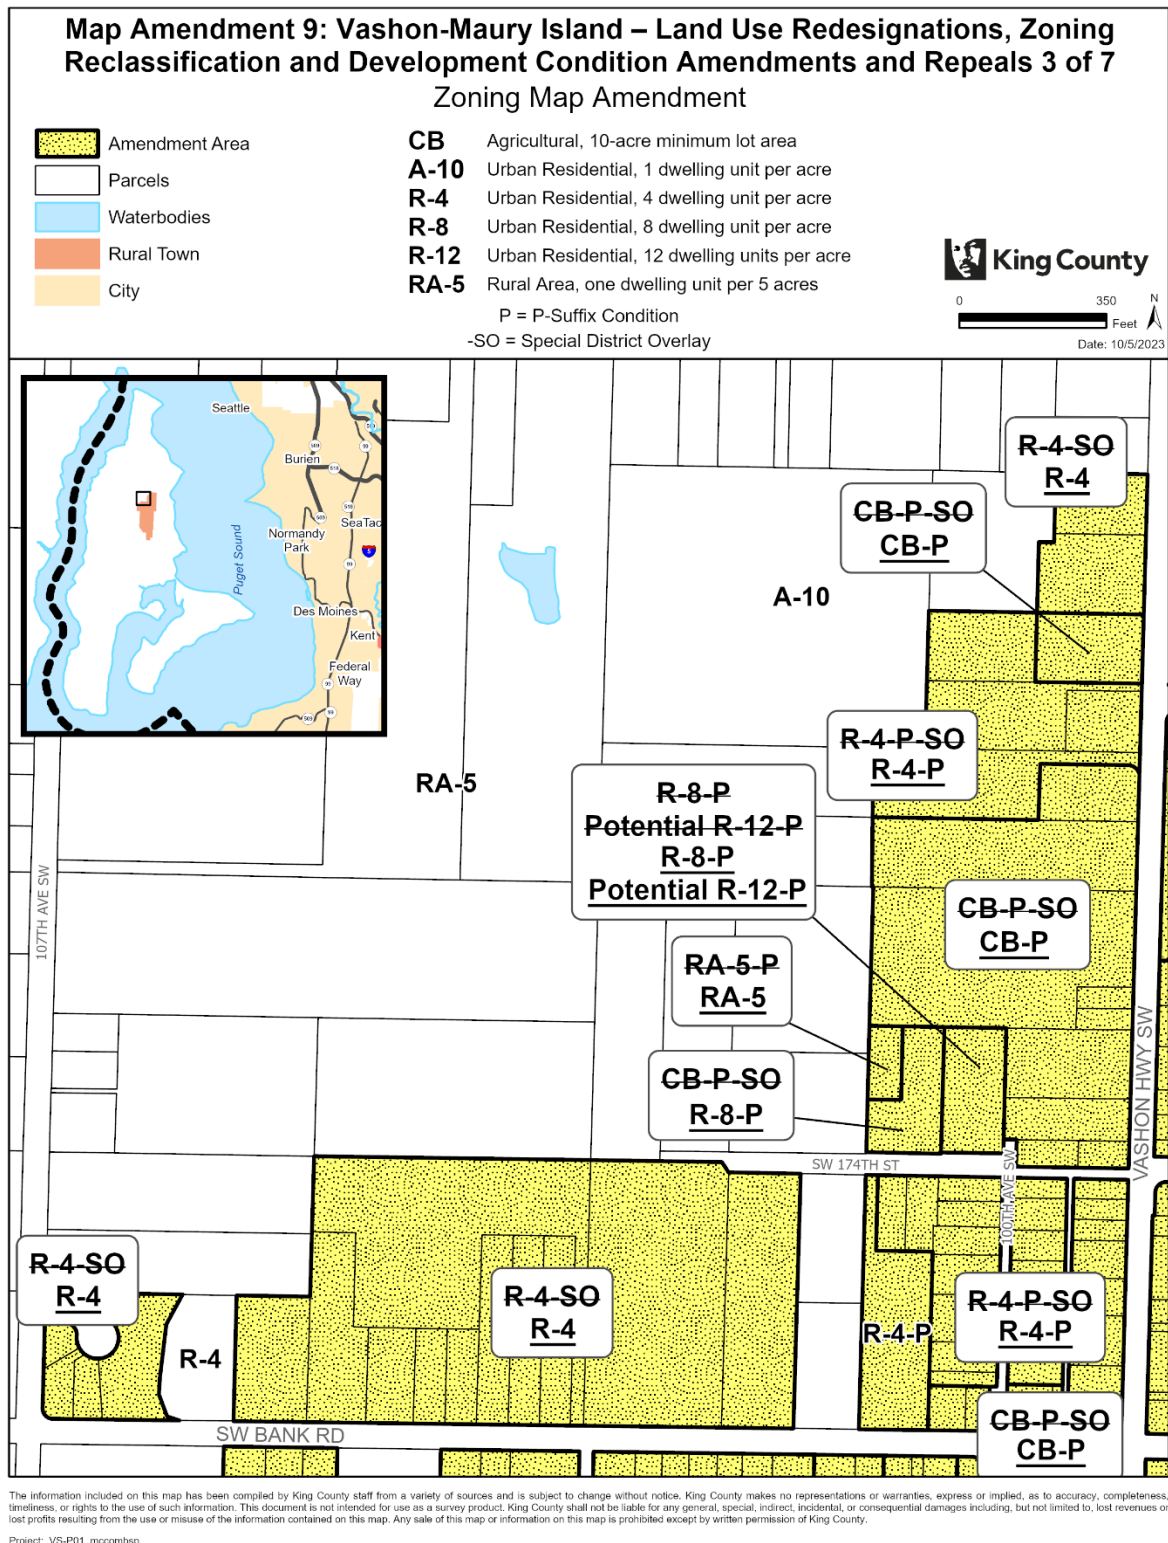 Map Amendment 9: Vashon-Maury Island – Land Use Redesignations, Zoning
Reclassification and Development Condition Amendments and Repeals 3 of 7
Zoning Map Amendment
Amendment Area
Parcels
Waterbodies
Rural Town
City
CB Agricultural, 10-acre minimum lot area
A-10 Urban Residential, 1 dwelling unit per acre
R-4 Urban Residential, 4 dwelling unit per acre
R-8 Urban Residential, 8 dwelling unit per acre
R-12 Urban Residential, 12 dwelling units per acre
RA-5 Rural Area, one dwelling unit per 5 acres
P = P-Suffix Condition
-SO = Special District Overlay
King County
0 350
Feet
N
Date: 10/5/2023
Seattle
Burien
509
518
99
518
509
SeaTac
Normandy
Park
5
99
Puget Sound
Des Moines
Kent
Federal
Way
99
99
509
R-4-SO
R-4
CB-P-SO
CB-P
A-10
R-4-P-SO
R-4-P
RA-5
R-8-P
Potential R-12-P
R-8-P
Potential R-12-P
107TH AVE SW
CB-P-SO
CB-P
RA-5-P
RA-5
CB-P-SO
R-8-P
VASHON HWY SW
SW 174TH ST
100TH AVE SW
R-4-SO
R-4
R-4
R-4-SO
R-4
R-4-P
R-4-P-SO
R-4-P
CB-P-SO
CB-P
SW BANK RD
The information included on this map has been compiled by King County staff from a variety of sources and is subject to change without notice. King County makes no representations or warranties, express or implied, as to accuracy, completeness,
timeliness, or rights to the use of such information. This document is not intended for use as a survey product. King County shall not be liable for any general, special, indirect, incidental, or consequential damages including, but not limited to, lost revenues or
lost profits resulting from the use or misuse of the information contained on this map. Any sale of this map or information on this map is prohibited except by written permission of King County.
Project: VS-P01 mccombsp